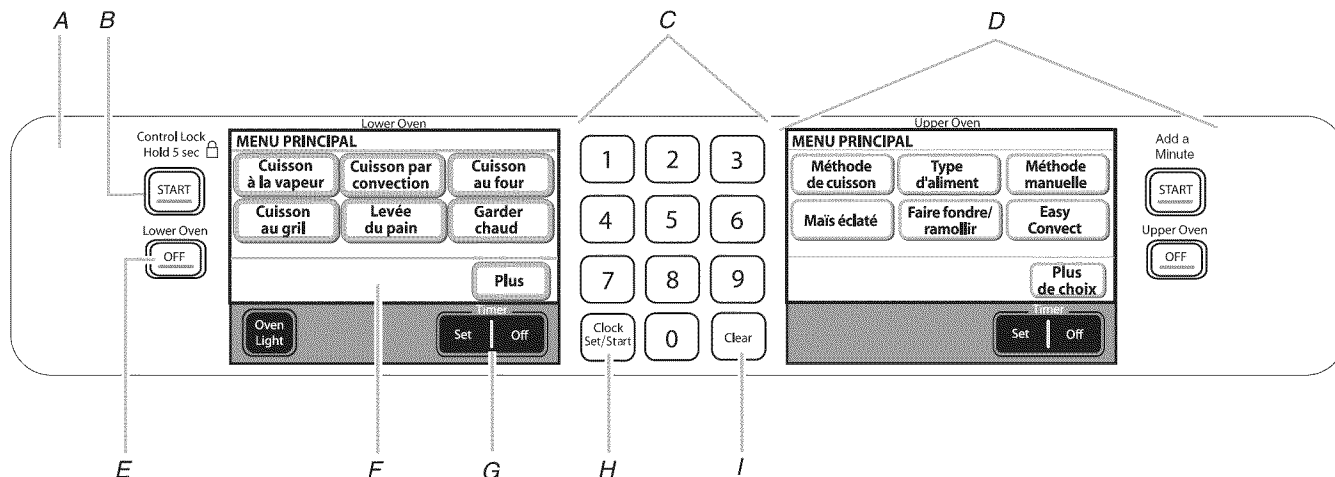 A B C D
Lower Oven
Upper Oven
Control Lock
Hold 5 sec
START
Lower Oven
OFF
MENU PRINCIPAL
Cuisson
à la vapeur
Cuisson par
convection
Cuisson
au four
Cuisson
au gril
Levée
du pain
Garder
chaud
Plus
Oven
Light
Timer
Set
Off
1 2 3
4 5 6
7 8 9
Clock
Set/Start
0
Clear
MENU PRINCIPAL
Méthode
de cuisson
Type
d'aliment
Méthode
manuelle
Maïs éclaté
Faire fondre/
ramollir
Easy
Convect
Plus
de choix
Timer
Set
Off
Add a
Minute
START
Upper Oven
OFF
E F G H I